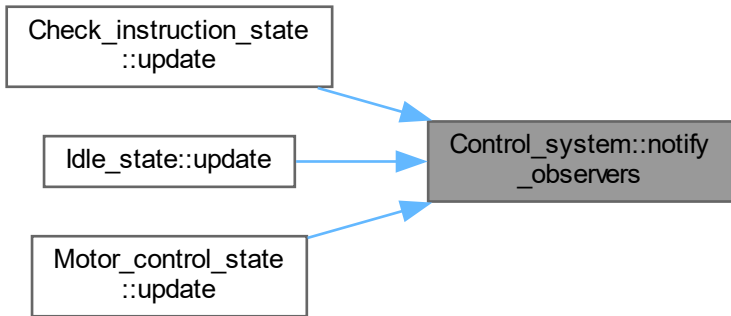 Check_instruction_state
::update
Idle_state::update
Control_system::notify
_observers
Motor_control_state
::update